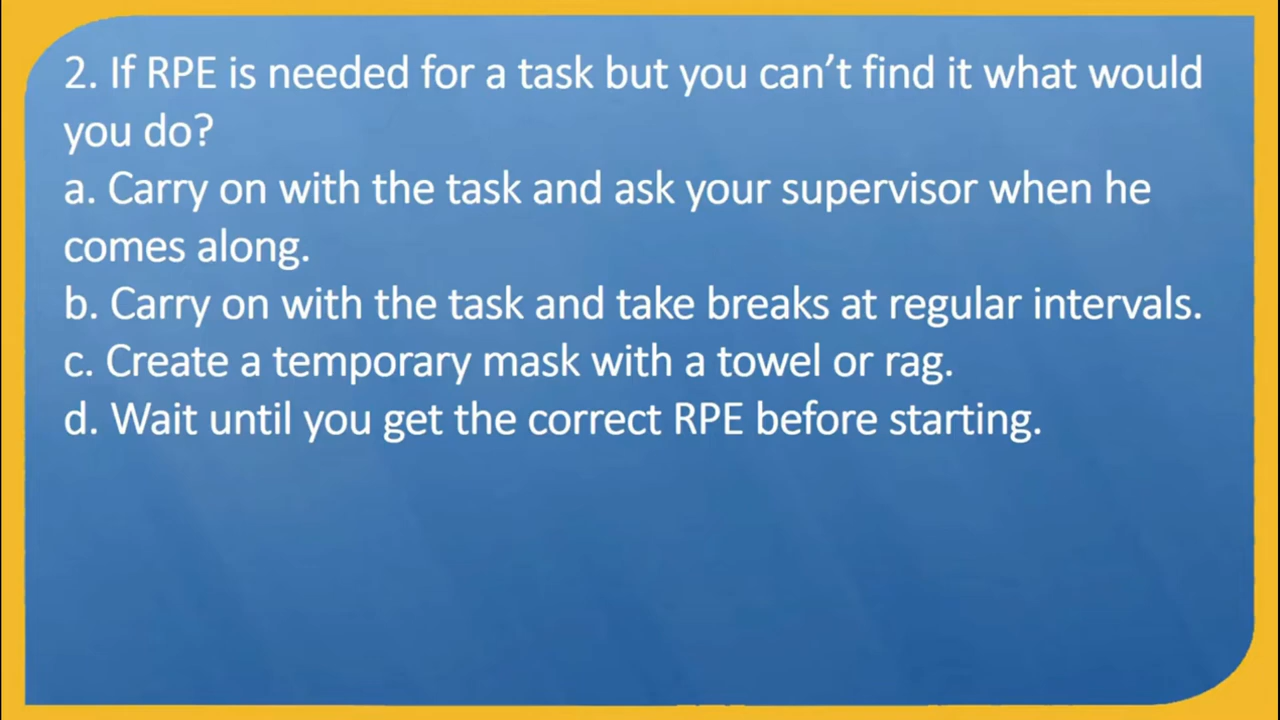 2. If RPE is needed for a task but you can’t find it what would
you do?
a. Carry on with the task and ask your supervisor when he
comes along.
b. Carry on with the task and take breaks at regular intervals.
c. Create a temporary mask with a towel or rag.
d. Wait until you get the correct RPE before starting.